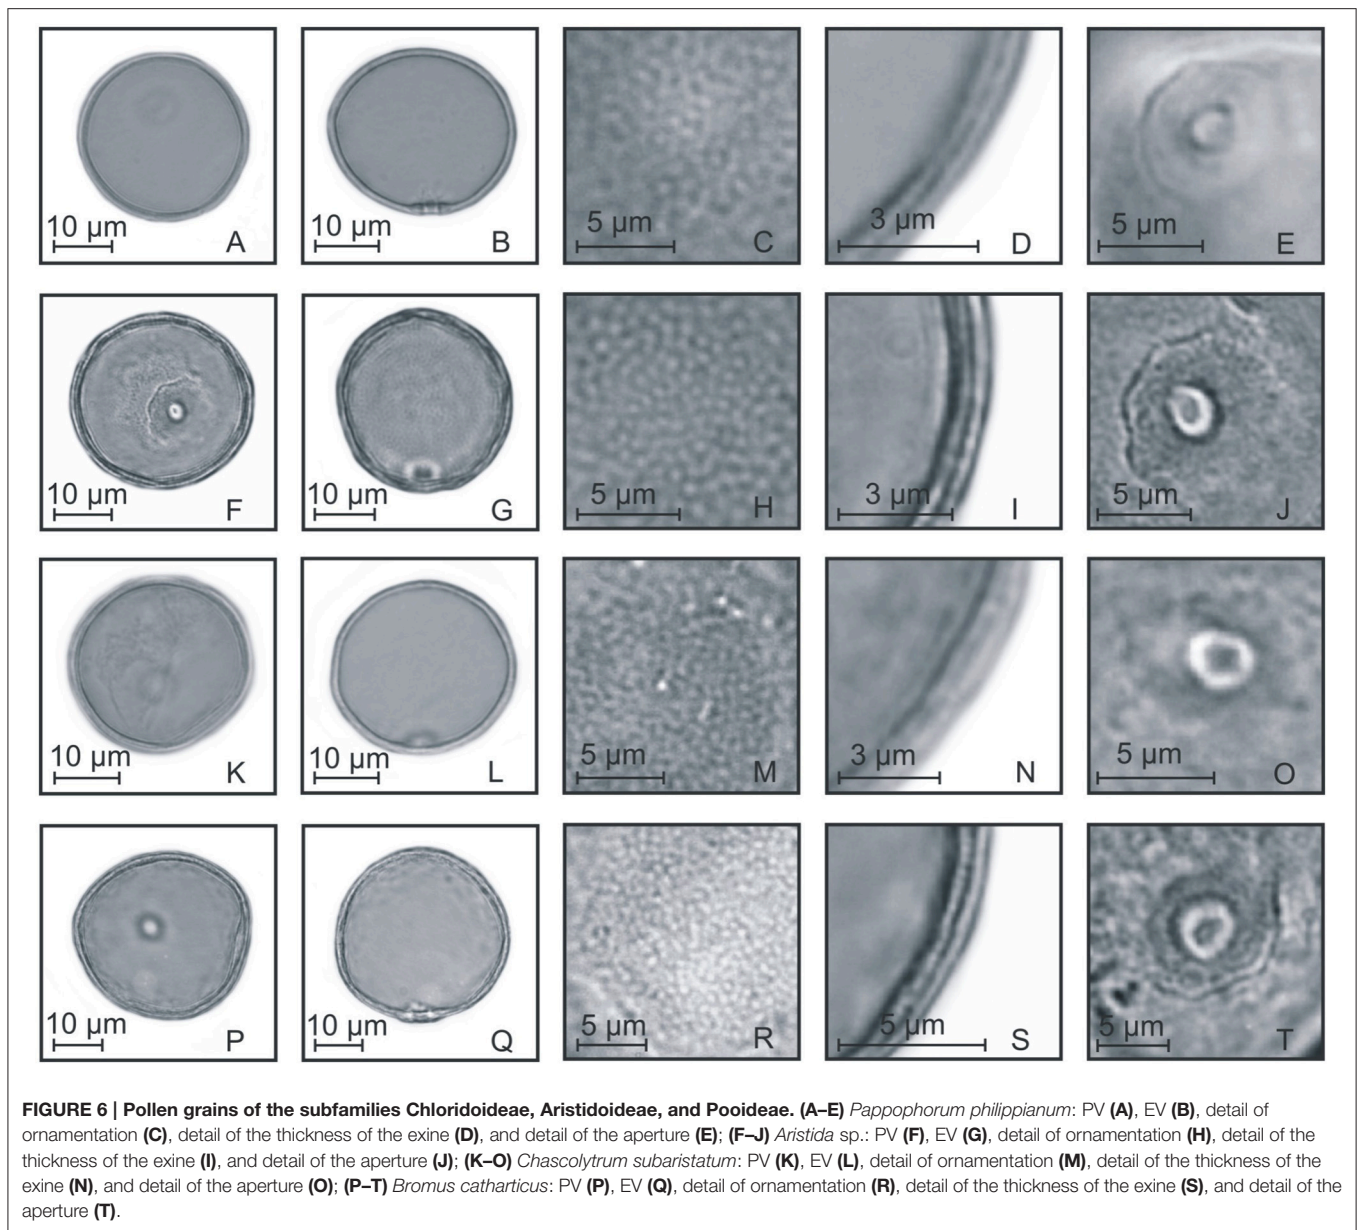 10 μm A
10 μm B
5 μm C
3 μm D
5 μm E
10 μm F
10 μm G
5 μm H
3 μm I
5 μm J
10 μm K
10 μm L
5 μm M
3 μm N
5 μm O
10 μm P
10 μm Q
5 μm R
5 μm S
5 μm T
FIGURE 6 | Pollen grains of the subfamilies Chloridoideae, Aristidoideae, and Pooideae. (A–E) Pappophorum philippianum: PV (A), EV (B), detail of
ornamentation (C), detail of the thickness of the exine (D), and detail of the aperture (E); (F–J) Aristida sp.: PV (F), EV (G), detail of ornamentation (H), detail of the
thickness of the exine (I), and detail of the aperture (J); (K–O) Chascolytrum subaristatum: PV (K), EV (L), detail of ornamentation (M), detail of the thickness of the
exine (N), and detail of the aperture (O); (P–T) Bromus catharticus: PV (P), EV (Q), detail of ornamentation (R), detail of the thickness of the exine (S), and detail of the
aperture (T).